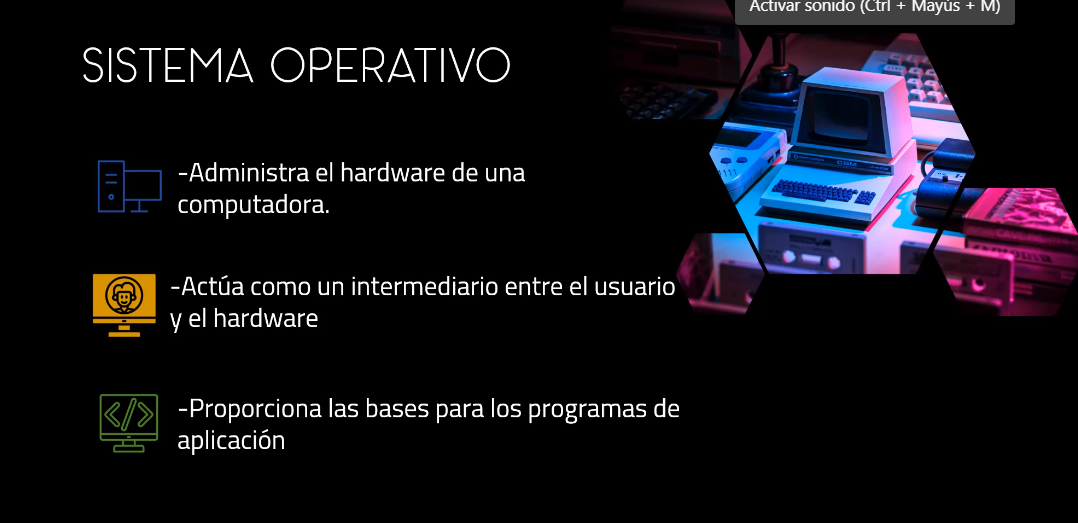 Activar sonido (Ctrl + Mayús + M)
SISTEMA OPERATIVO
-Administra el hardware de una
computadora.
-Actúa como un intermediario entre el usuario
y el hardware
-Proporciona las bases para los programas de
aplicación
CBM